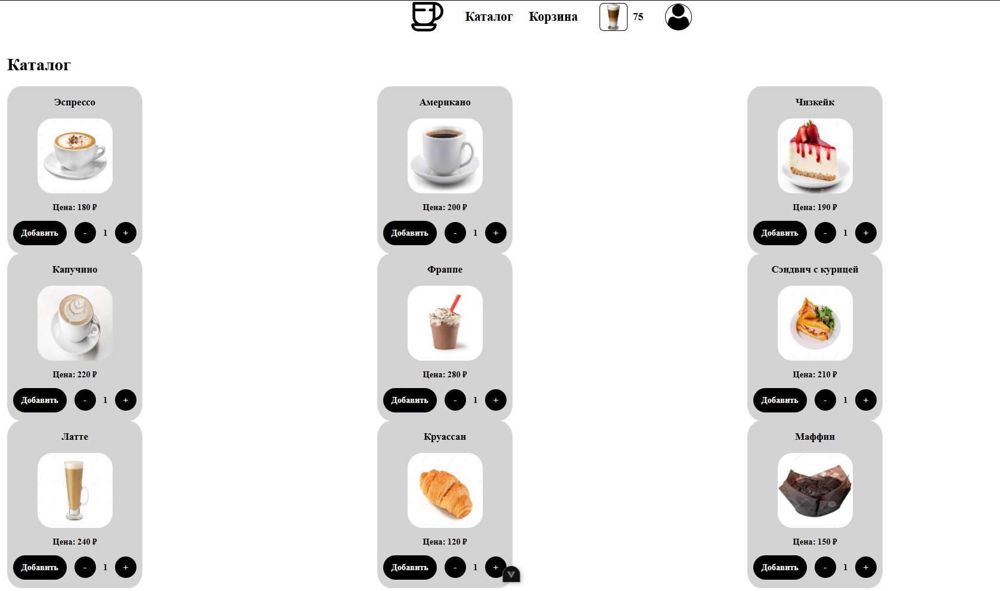 Каталог Корзина 75
Каталог
Эспрессо Американо Чизкейк
Цена: 180 ₽ Цена: 200 ₽ Цена: 190 ₽
Добавить - 1 + Добавить - 1 + Добавить - 1 +
Капучино Фраппе Сэндвич с курицей
Цена: 220 ₽ Цена: 280 ₽ Цена: 210 ₽
Добавить - 1 + Добавить - 1 + Добавить - 1 +
Латте Круассан Маффин
Цена: 240 ₽ Цена: 120 ₽ Цена: 150 ₽
Добавить - 1 + Добавить - 1 + Добавить - 1 +